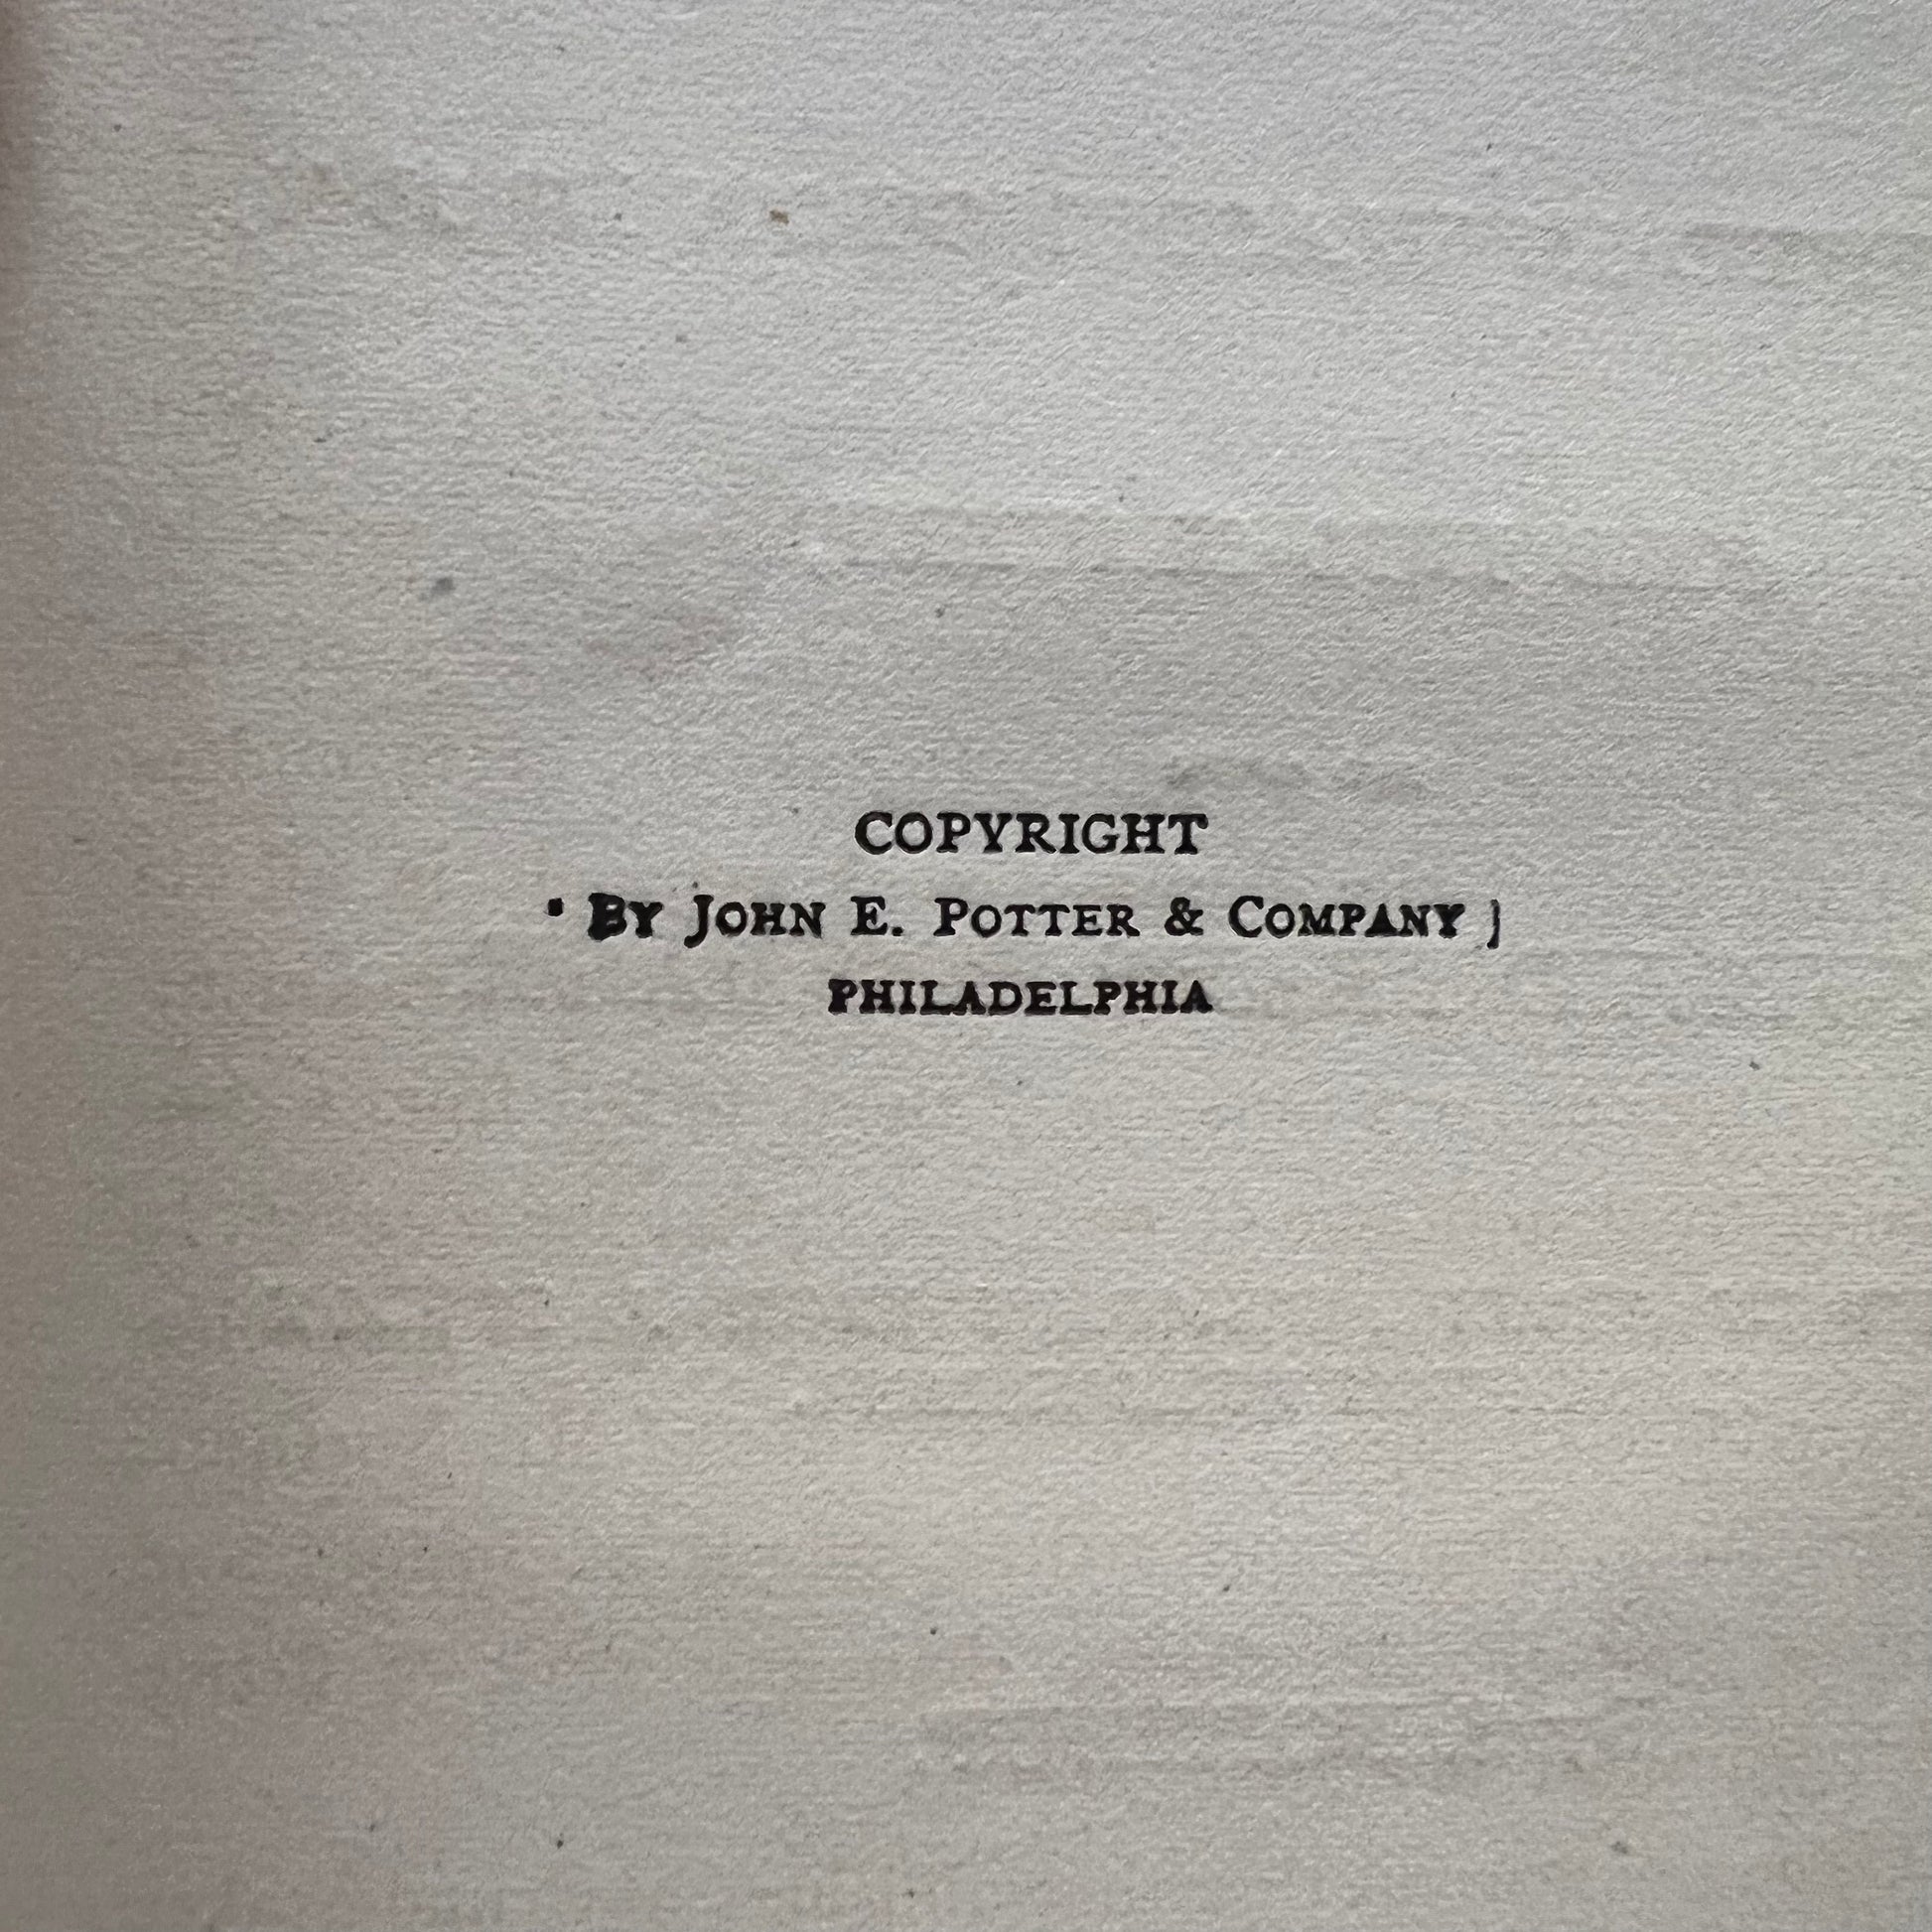 COPYRIGHT
By John E. Potter & Company
PHILADELPHIA